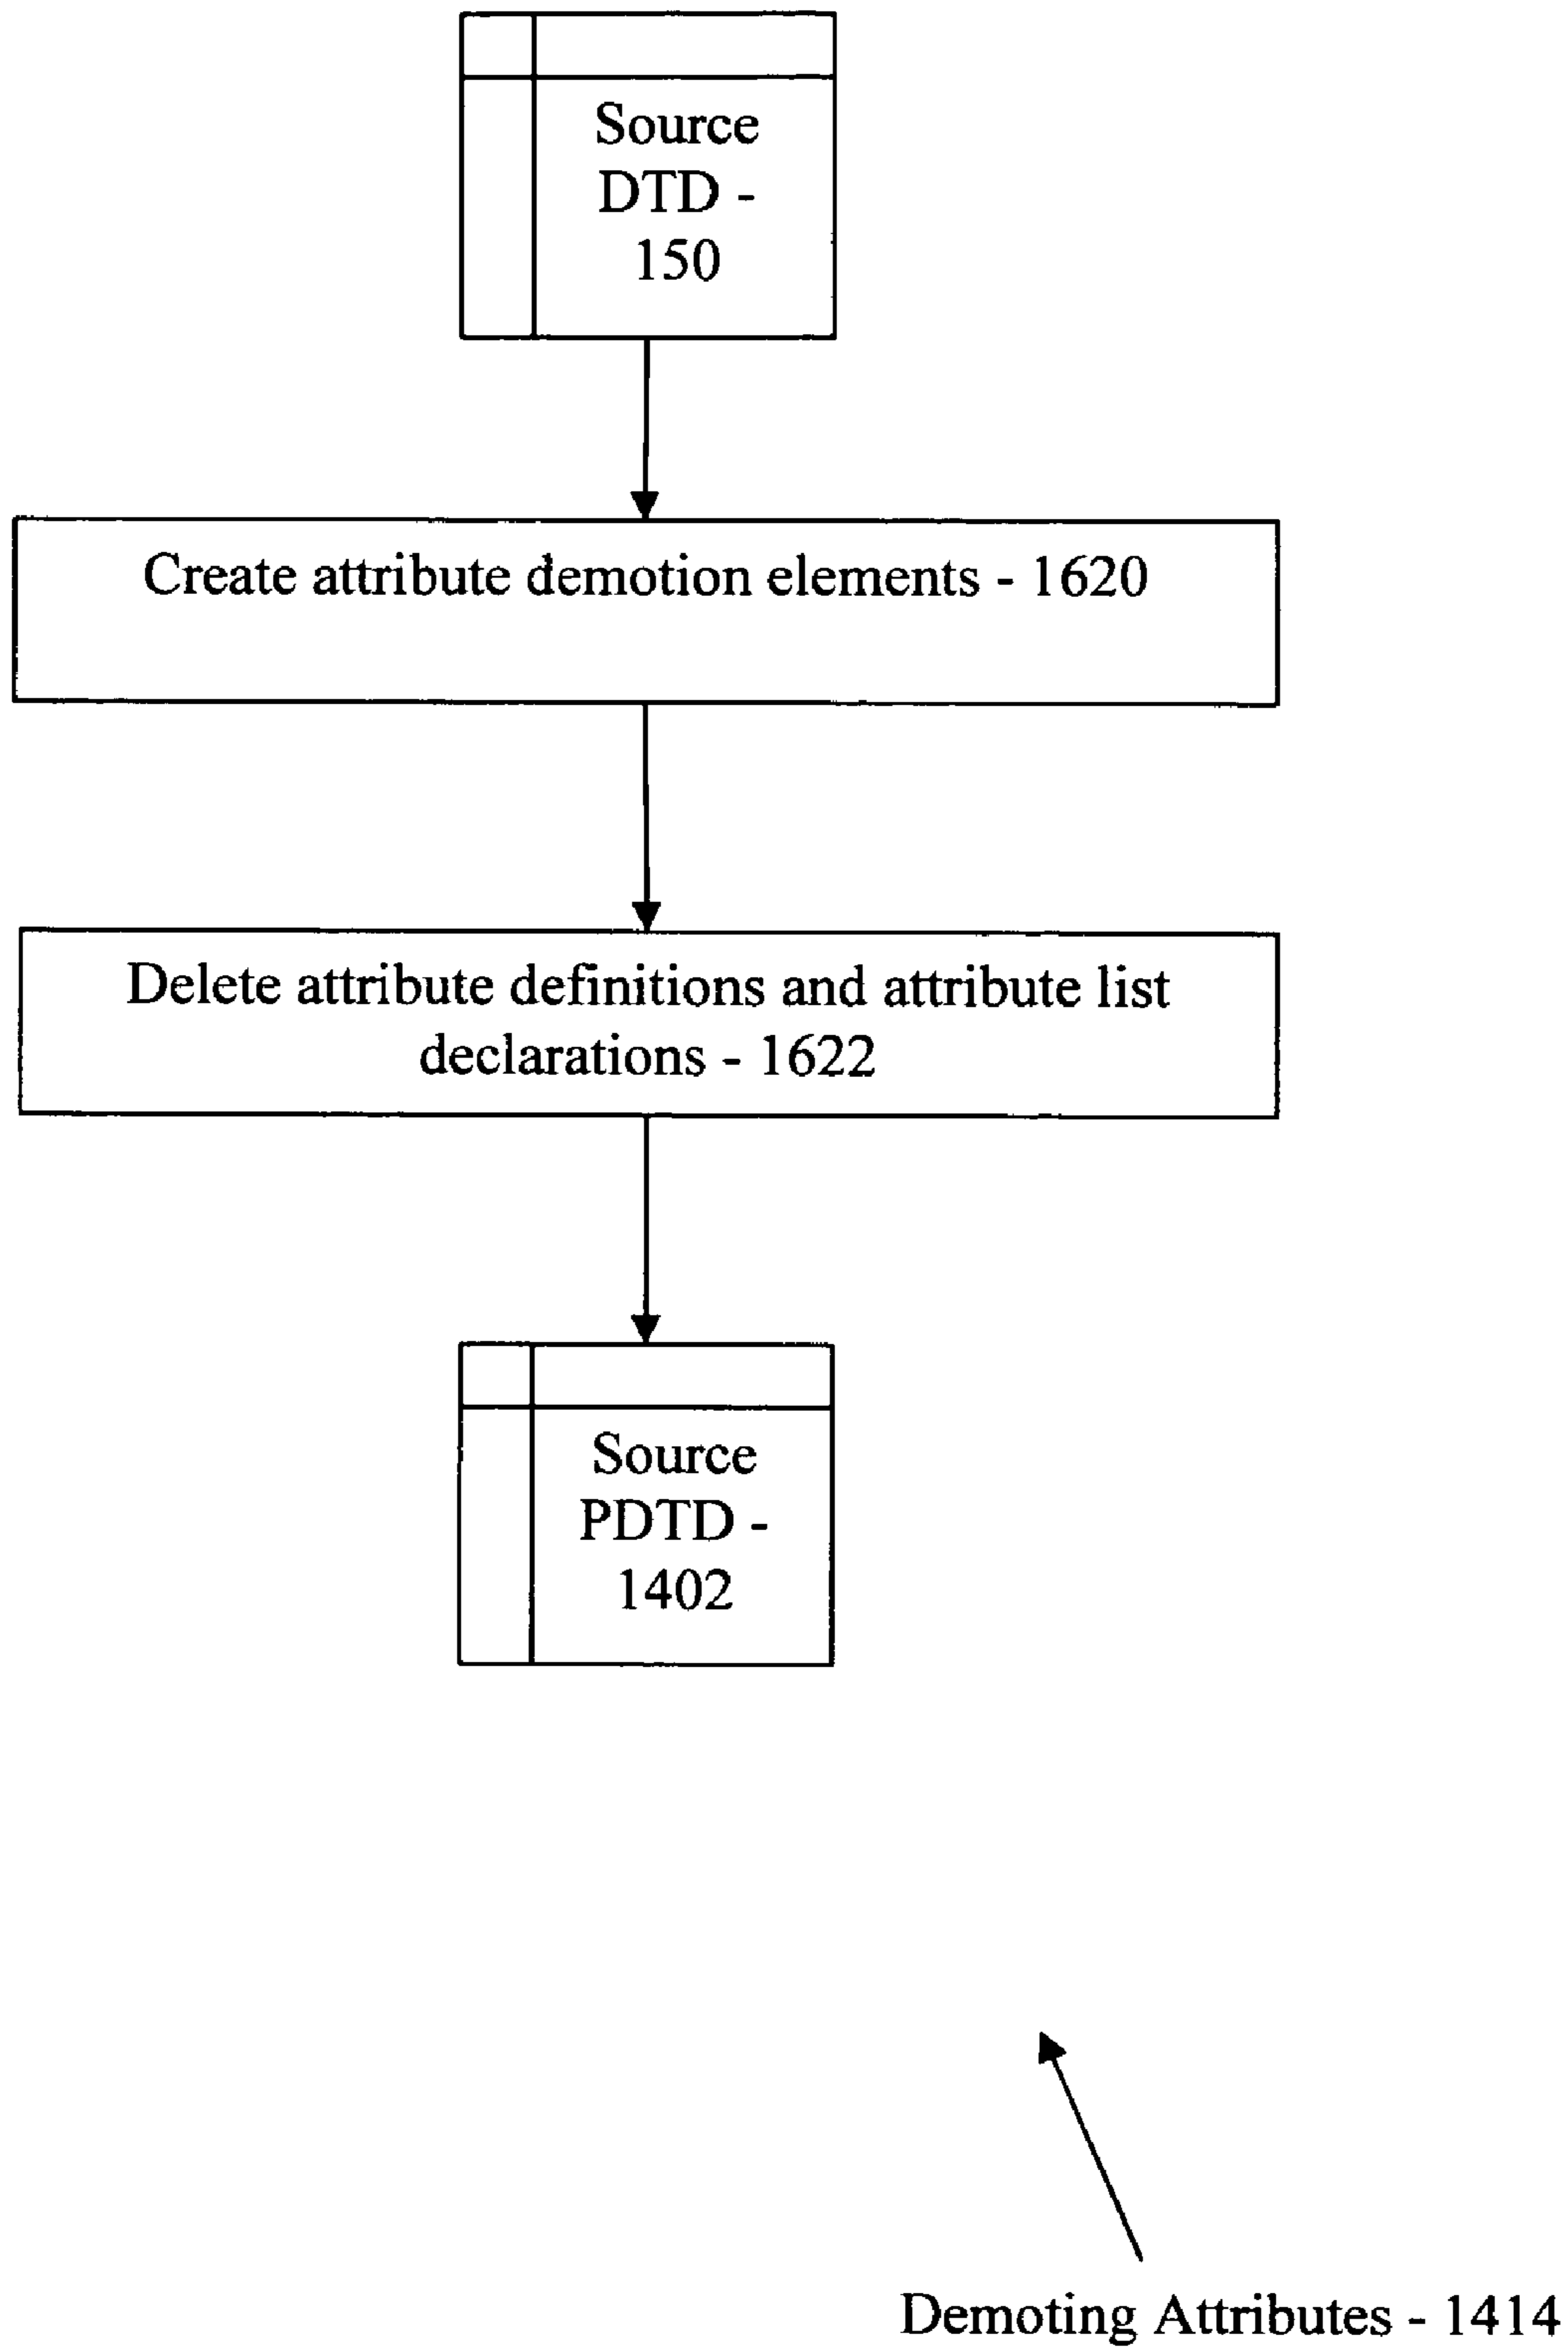 Source
DTD -
150
Create attribute demotion elements - 1620
Delete attribute definitions and attribute list
declarations - 1622
Source
PDTD -
1402
Demoting Attributes - 1414